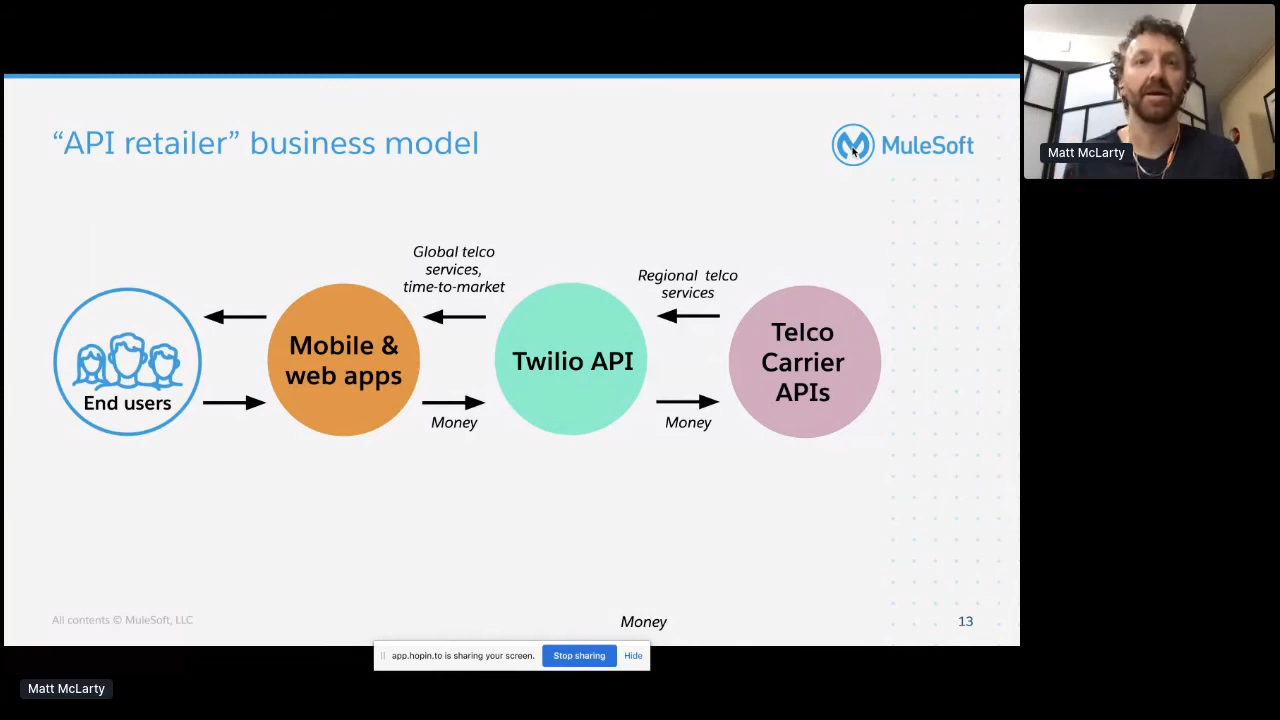 “API retailer” business model
MuleSoft
Matt McLarty
Global telco
services,
time-to-market
Regional telco
services
End users
Mobile &
web apps
Twilio API
Telco
Carrier
APIs
Money
Money
All contents © MuleSoft, LLC
Money
13
app.hopin.to is sharing your screen.
Stop sharing
Hide
Matt McLarty